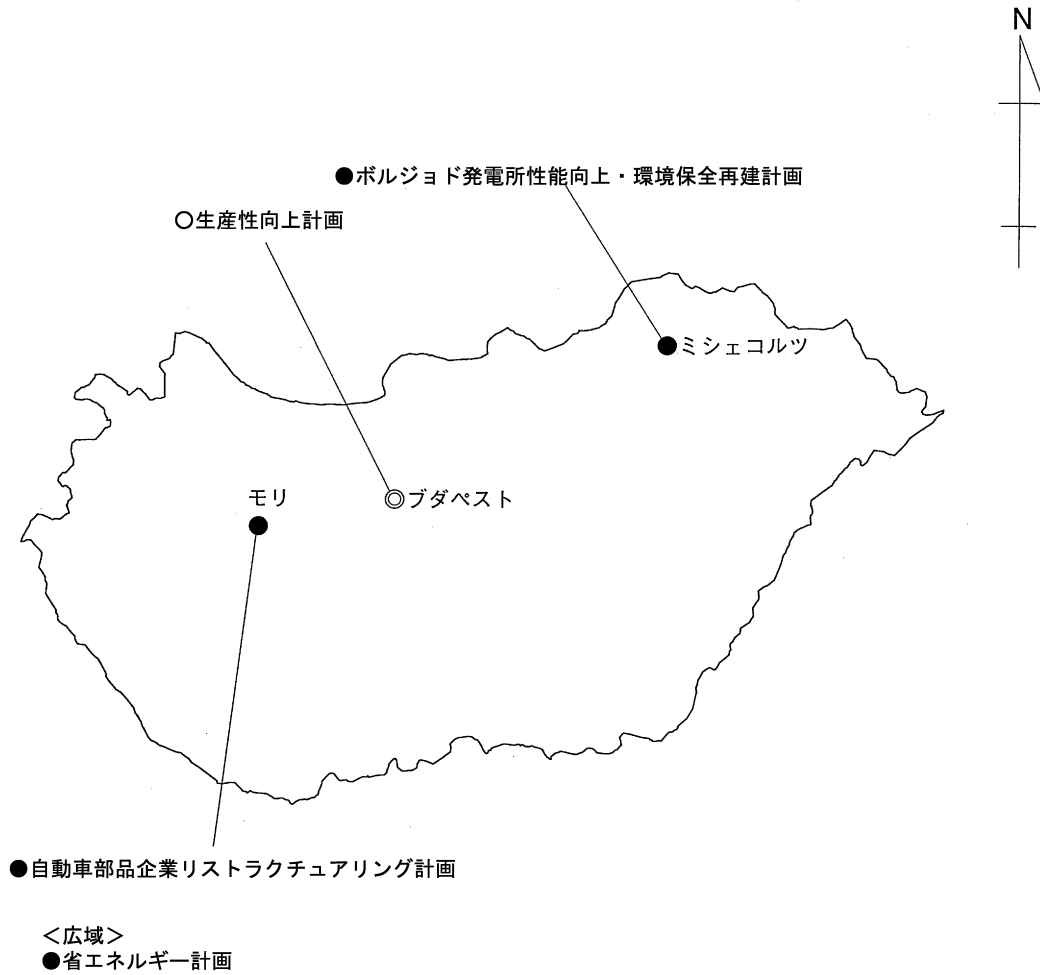 N
●ボルジョド発電所性能向上・環境保全再建計画
○生産性向上計画
ミシェコルツ
モリ
◎ブダペスト
●自動車部品企業リストラクチュアリング計画
＜広域＞
●省エネルギー計画